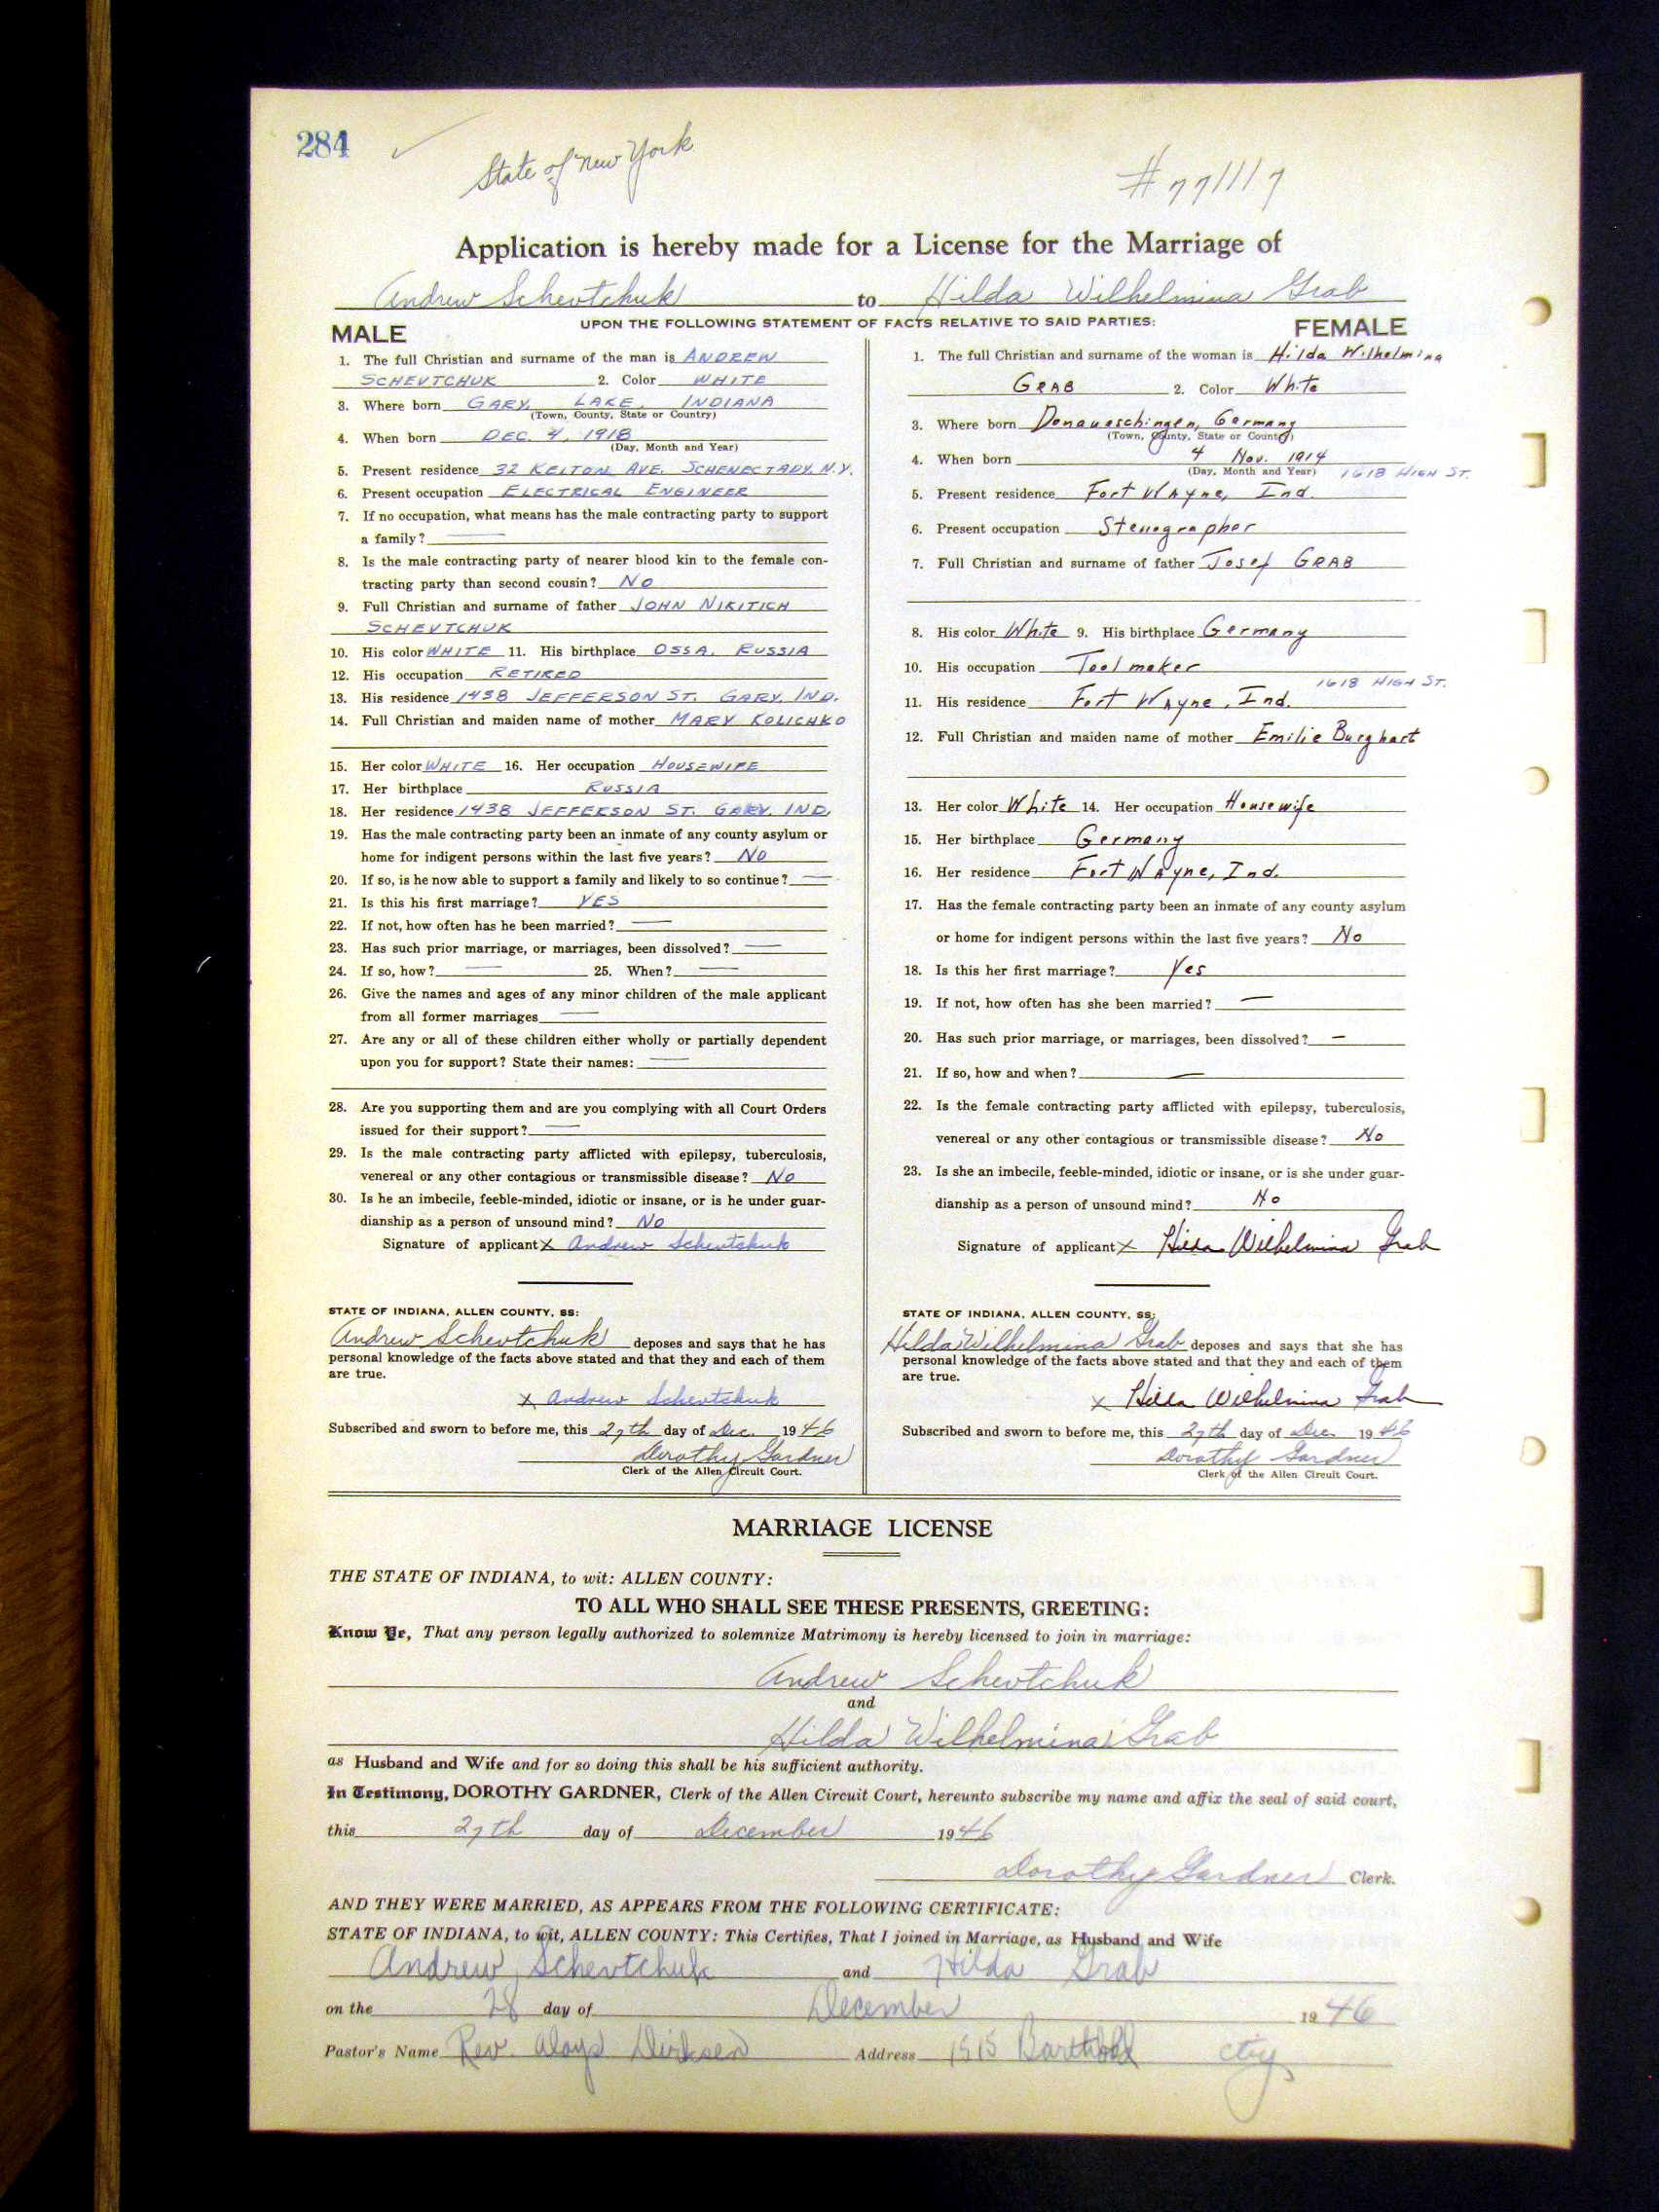 284
State of New York
# 771117
Application is hereby made for a License for the Marriage of
Andrew Schevtchuk to Hilda Wilhelmina Grab
UPON THE FOLLOWING STATEMENT OF FACTS RELATIVE TO SAID PARTIES:
MALE
1. The full Christian and surname of the man is ANDREW
SCHEVTCHUK 2. Color WHITE
3. Where born GARY, LAKE, INDIANA
(Town, County, State or Country)
4. When born DEC. 4, 1918
(Day, Month and Year)
5. Present residence 32 KELTON AVE. SCHENECTADY, N.Y.
6. Present occupation ELECTRICAL ENGINEER
7. If no occupation, what means has the male contracting party to support
a family?
8. Is the male contracting party of nearer blood kin to the female con-
tracting party than second cousin? NO
9. Full Christian and surname of father JOHN NIKITICH
SCHEVTCHUK
10. His color WHITE 11. His birthplace OSSA, RUSSIA
12. His occupation RETIRED
13. His residence 1438 JEFFERSON ST. GARY, IND.
14. Full Christian and maiden name of mother MARY KOLICHKO
15. Her color WHITE 16. Her occupation HOUSEWIFE
17. Her birthplace RUSSIA
18. Her residence 1438 JEFFERSON ST. GARY, IND.
19. Has the male contracting party been an inmate of any county asylum or
home for indigent persons within the last five years? NO
20. If so, is he now able to support a family and likely to so continue? —
21. Is this his first marriage? YES
22. If not, how often has he been married? —
23. Has such prior marriage, or marriages, been dissolved? —
24. If so, how? — 25. When? —
26. Give the names and ages of any minor children of the male applicant
from all former marriages —
27. Are any or all of these children either wholly or partially dependent
upon you for support? State their names: —
28. Are you supporting them and are you complying with all Court Orders
issued for their support? —
29. Is the male contracting party afflicted with epilepsy, tuberculosis,
venereal or any other contagious or transmissible disease? NO
30. Is he an imbecile, feeble-minded, idiotic or insane, or is he under guar-
dianship as a person of unsound mind? NO
Signature of applicant X Andrew Schevtchuk
STATE OF INDIANA, ALLEN COUNTY, SS:
Andrew Schevtchuk deposes and says that he has
personal knowledge of the facts above stated and that they and each of them
are true.
X Andrew Schevtchuk
Subscribed and sworn to before me, this 27th day of Dec. 1946
Dorothy Gardner
Clerk of the Allen Circuit Court.
FEMALE
1. The full Christian and surname of the woman is Hilda Wilhelmina
GRAB 2. Color White
3. Where born Donaueschingen, Germany
(Town, County, State or Country)
4. When born 4 Nov. 1914
(Day, Month and Year) 1618 HIGH ST.
5. Present residence Fort Wayne, Ind.
6. Present occupation Stenographer
7. Full Christian and surname of father Josef GRAB
8. His color White 9. His birthplace Germany
10. His occupation Toolmaker
1618 HIGH ST.
11. His residence Fort Wayne, Ind.
12. Full Christian and maiden name of mother Emilie Burghart
13. Her color White 14. Her occupation Housewife
15. Her birthplace Germany
16. Her residence Fort Wayne, Ind.
17. Has the female contracting party been an inmate of any county asylum
or home for indigent persons within the last five years? No
18. Is this her first marriage? Yes
19. If not, how often has she been married? —
20. Has such prior marriage, or marriages, been dissolved? —
21. If so, how and when? —
22. Is the female contracting party afflicted with epilepsy, tuberculosis,
venereal or any other contagious or transmissible disease? No
23. Is she an imbecile, feeble-minded, idiotic or insane, or is she under guar-
dianship as a person of unsound mind? No
Signature of applicant X Hilda Wilhelmina Grab
STATE OF INDIANA, ALLEN COUNTY, SS:
Hilda Wilhelmina Grab deposes and says that she has
personal knowledge of the facts above stated and that they and each of them
are true.
X Hilda Wilhelmina Grab
Subscribed and sworn to before me, this 27th day of Dec. 1946
Dorothy Gardner
Clerk of the Allen Circuit Court.
MARRIAGE LICENSE
THE STATE OF INDIANA, to wit: ALLEN COUNTY:
TO ALL WHO SHALL SEE THESE PRESENTS, GREETING:
Know Ye, That any person legally authorized to solemnize Matrimony is hereby licensed to join in marriage:
Andrew Schevtchuk
and
Hilda Wilhelmina Grab
as Husband and Wife and for so doing this shall be his sufficient authority.
In Testimony, DOROTHY GARDNER, Clerk of the Allen Circuit Court, hereunto subscribe my name and affix the seal of said court,
this 27th day of December 1946
Dorothy Gardner Clerk.
AND THEY WERE MARRIED, AS APPEARS FROM THE FOLLOWING CERTIFICATE:
STATE OF INDIANA, to wit, ALLEN COUNTY: This Certifies, That I joined in Marriage, as Husband and Wife
Andrew Schevtchuk and Hilda Grab
on the 28 day of December 1946
Pastor's Name Rev. Aloys Dirksen Address 1515 Barthold city